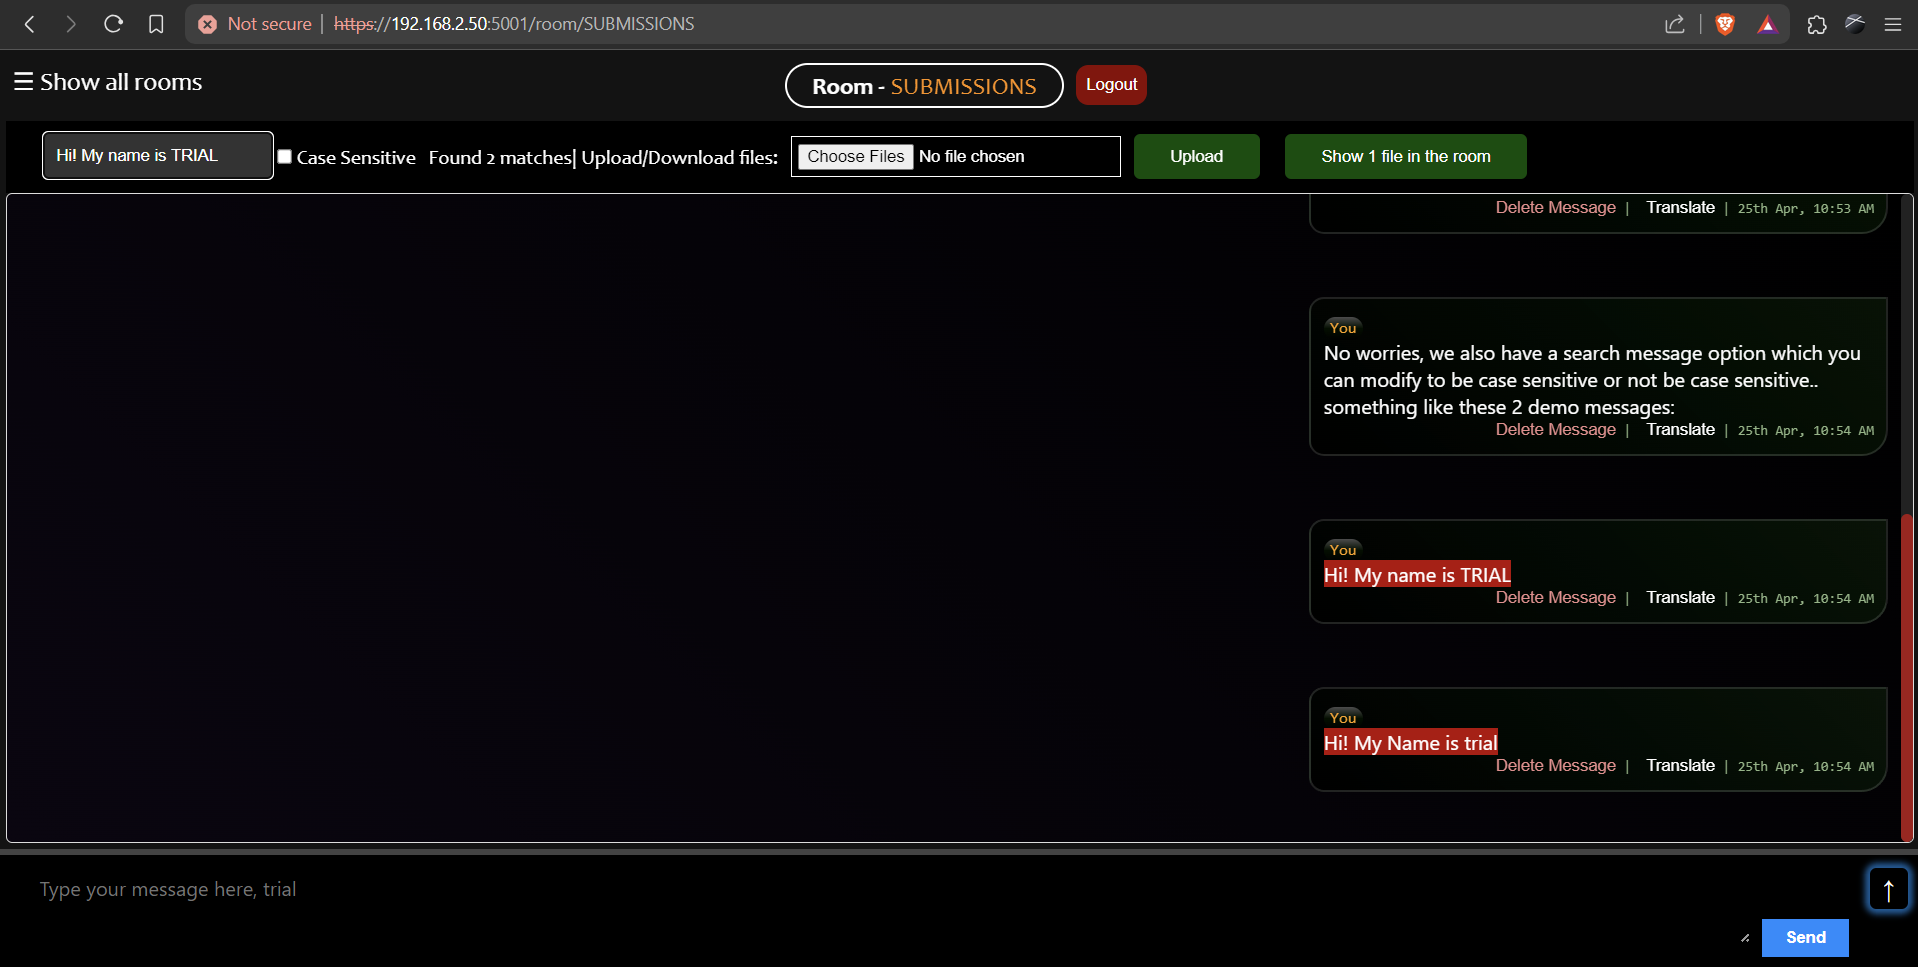 Not secure | https://192.168.2.50:5001/room/SUBMISSIONS
☰ Show all rooms
Room - SUBMISSIONS
Logout
Hi! My name is TRIAL
Case Sensitive Found 2 matches| Upload/Download files:
Choose Files No file chosen
Upload
Show 1 file in the room
Delete Message | Translate | 25th Apr, 10:53 AM
You
No worries, we also have a search message option which you
can modify to be case sensitive or not be case sensitive..
something like these 2 demo messages:
Delete Message | Translate | 25th Apr, 10:54 AM
You
Hi! My name is TRIAL
Delete Message | Translate | 25th Apr, 10:54 AM
You
Hi! My Name is trial
Delete Message | Translate | 25th Apr, 10:54 AM
Type your message here, trial
↑
Send